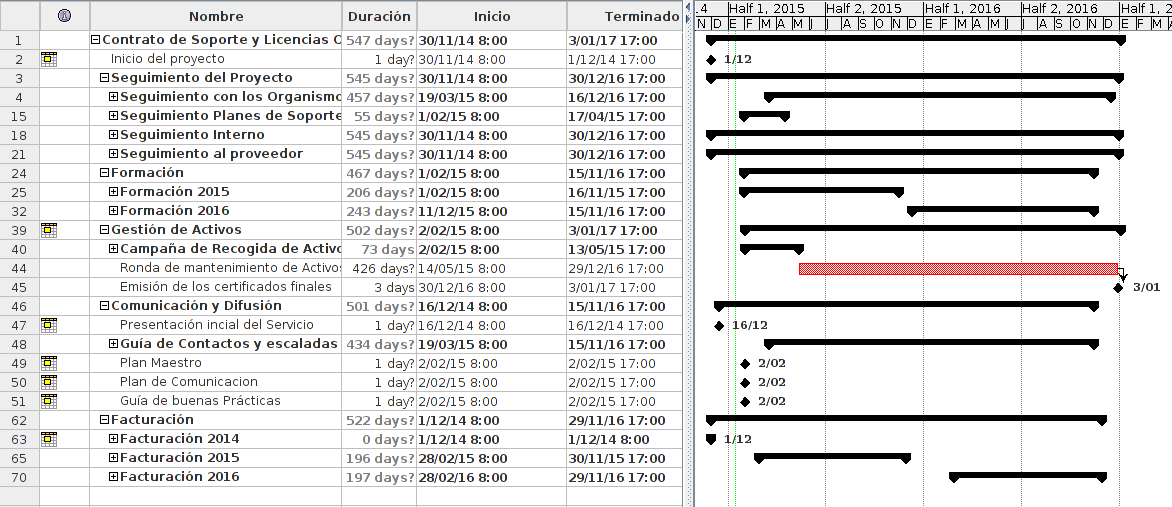 Nombre Duración Inicio Terminado
.4 Half 1, 2015 Half 2, 2015 Half 1, 2016 Half 2, 2016 Half 1, 2
N D E F M A M J J A S O N D E F M A M J J A S O N D E F M A
1 Contrato de Soporte y Licencias O 547 days? 30/11/14 8:00 3/01/17 17:00
2 Inicio del proyecto 1 day? 30/11/14 8:00 1/12/14 17:00 1/12
3 Seguimiento del Proyecto 545 days? 30/11/14 8:00 30/12/16 17:00
4 Seguimiento con los Organismo 457 days? 19/03/15 8:00 16/12/16 17:00
15 Seguimiento Planes de Soporte 55 days? 1/02/15 8:00 17/04/15 17:00
18 Seguimiento Interno 545 days? 30/11/14 8:00 30/12/16 17:00
21 Seguimiento al proveedor 545 days? 30/11/14 8:00 30/12/16 17:00
24 Formación 467 days? 1/02/15 8:00 15/11/16 17:00
25 Formación 2015 206 days? 1/02/15 8:00 16/11/15 17:00
32 Formación 2016 243 days? 11/12/15 8:00 15/11/16 17:00
39 Gestión de Activos 502 days? 2/02/15 8:00 3/01/17 17:00
40 Campaña de Recogida de Activo 73 days 2/02/15 8:00 13/05/15 17:00
44 Ronda de mantenimiento de Activos 426 days? 14/05/15 8:00 29/12/16 17:00
45 Emisión de los certificados finales 3 days 30/12/16 8:00 3/01/17 17:00 3/01
46 Comunicación y Difusión 501 days? 16/12/14 8:00 15/11/16 17:00
47 Presentación incial del Servicio 1 day? 16/12/14 8:00 16/12/14 17:00 16/12
48 Guía de Contactos y escaladas 434 days? 19/03/15 8:00 15/11/16 17:00
49 Plan Maestro 1 day? 2/02/15 8:00 2/02/15 17:00 2/02
50 Plan de Comunicacion 1 day? 2/02/15 8:00 2/02/15 17:00 2/02
51 Guía de buenas Prácticas 1 day? 2/02/15 8:00 2/02/15 17:00 2/02
62 Facturación 522 days? 1/12/14 8:00 29/11/16 17:00
63 Facturación 2014 0 days? 1/12/14 8:00 1/12/14 8:00 1/12
65 Facturación 2015 196 days? 28/02/15 8:00 30/11/15 17:00
70 Facturación 2016 197 days? 28/02/16 8:00 29/11/16 17:00